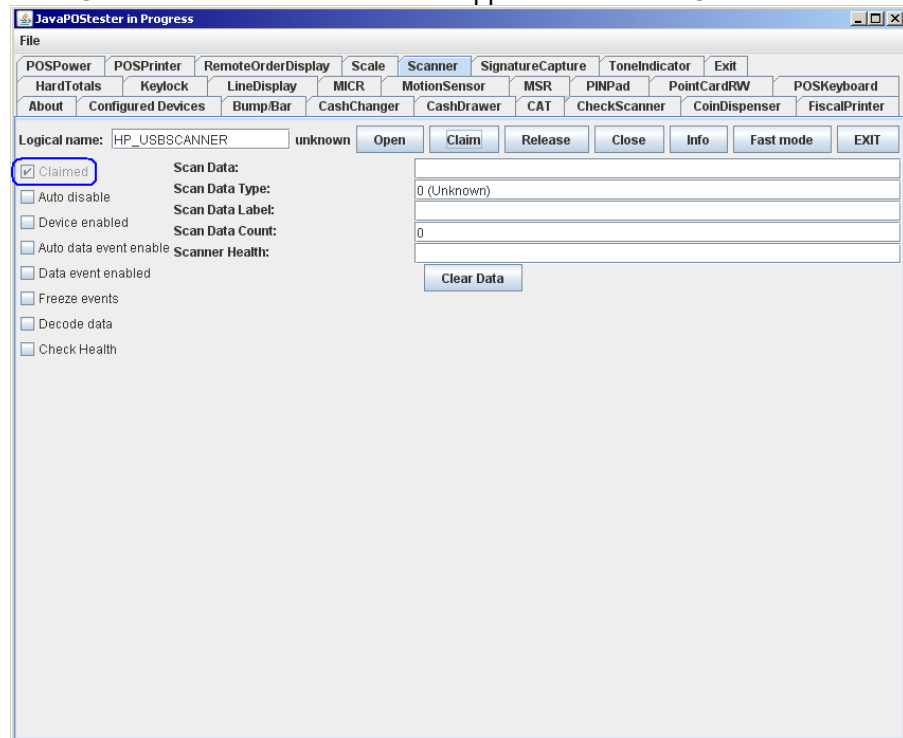 JavaPOStester in Progress
File
POSPower POSPrinter RemoteOrderDisplay Scale Scanner SignatureCapture ToneIndicator Exit
HardTotals Keylock LineDisplay MICR MotionSensor MSR PINPad PointCardRW POSKeyboard
About Configured Devices Bump/Bar CashChanger CashDrawer CAT CheckScanner CoinDispenser FiscalPrinter
Logical name: HP_USBSCANNER unknown Open Claim Release Close Info Fast mode EXIT
Claimed Scan Data:
Auto disable Scan Data Type: 0 (Unknown)
Scan Data Label:
Device enabled Scan Data Count: 0
Auto data event enable Scanner Health:
Data event enabled Clear Data
Freeze events
Decode data
Check Health